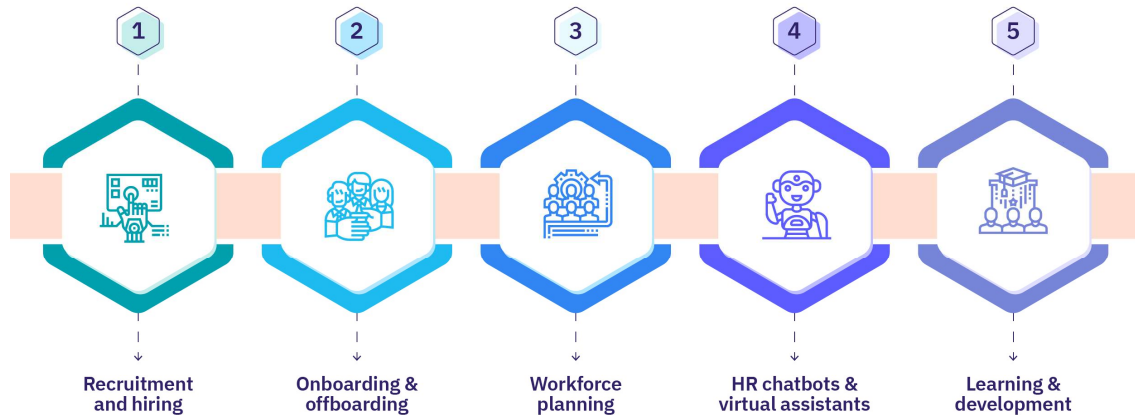 1
2
3
4
5
Recruitment
and hiring
Onboarding &
offboarding
Workforce
planning
HR chatbots &
virtual assistants
Learning &
development